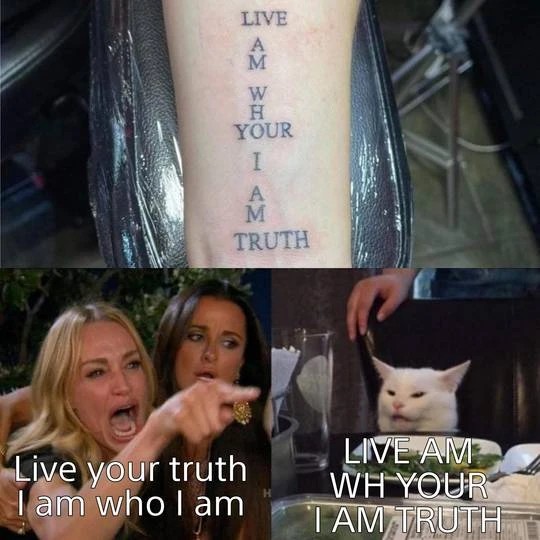 LIVE
A
M
W
H
YOUR
I
A
M
TRUTH
Live your truth
I am who I am
LIVE AM
WH YOUR
I AM TRUTH